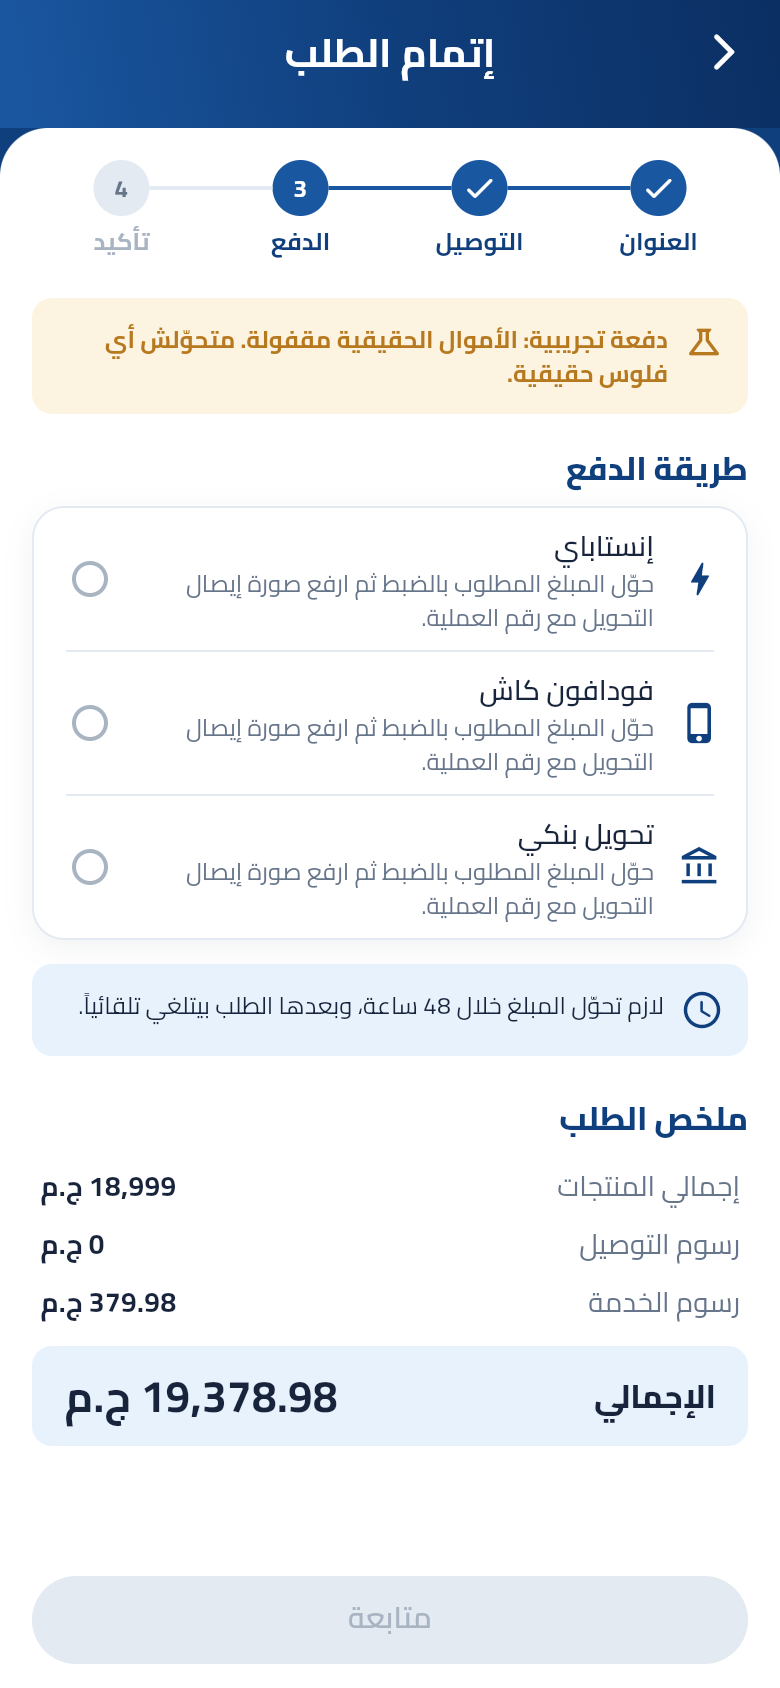 إتمام الطلب
العنوان
التوصيل
3
الدفع
4
تأكيد
دفعة تجريبية: الأموال الحقيقية مقفولة. متحوّلش أي
فلوس حقيقية.
طريقة الدفع
إنستاباي
حوّل المبلغ المطلوب بالضبط ثم ارفع صورة إيصال
التحويل مع رقم العملية.
فودافون كاش
حوّل المبلغ المطلوب بالضبط ثم ارفع صورة إيصال
التحويل مع رقم العملية.
تحويل بنكي
حوّل المبلغ المطلوب بالضبط ثم ارفع صورة إيصال
التحويل مع رقم العملية.
لازم تحوّل المبلغ خلال 48 ساعة، وبعدها الطلب بيتلغي تلقائياً.
ملخص الطلب
إجمالي المنتجات 18,999 ج.م
رسوم التوصيل 0 ج.م
رسوم الخدمة 379.98 ج.م
الإجمالي 19,378.98 ج.م
متابعة